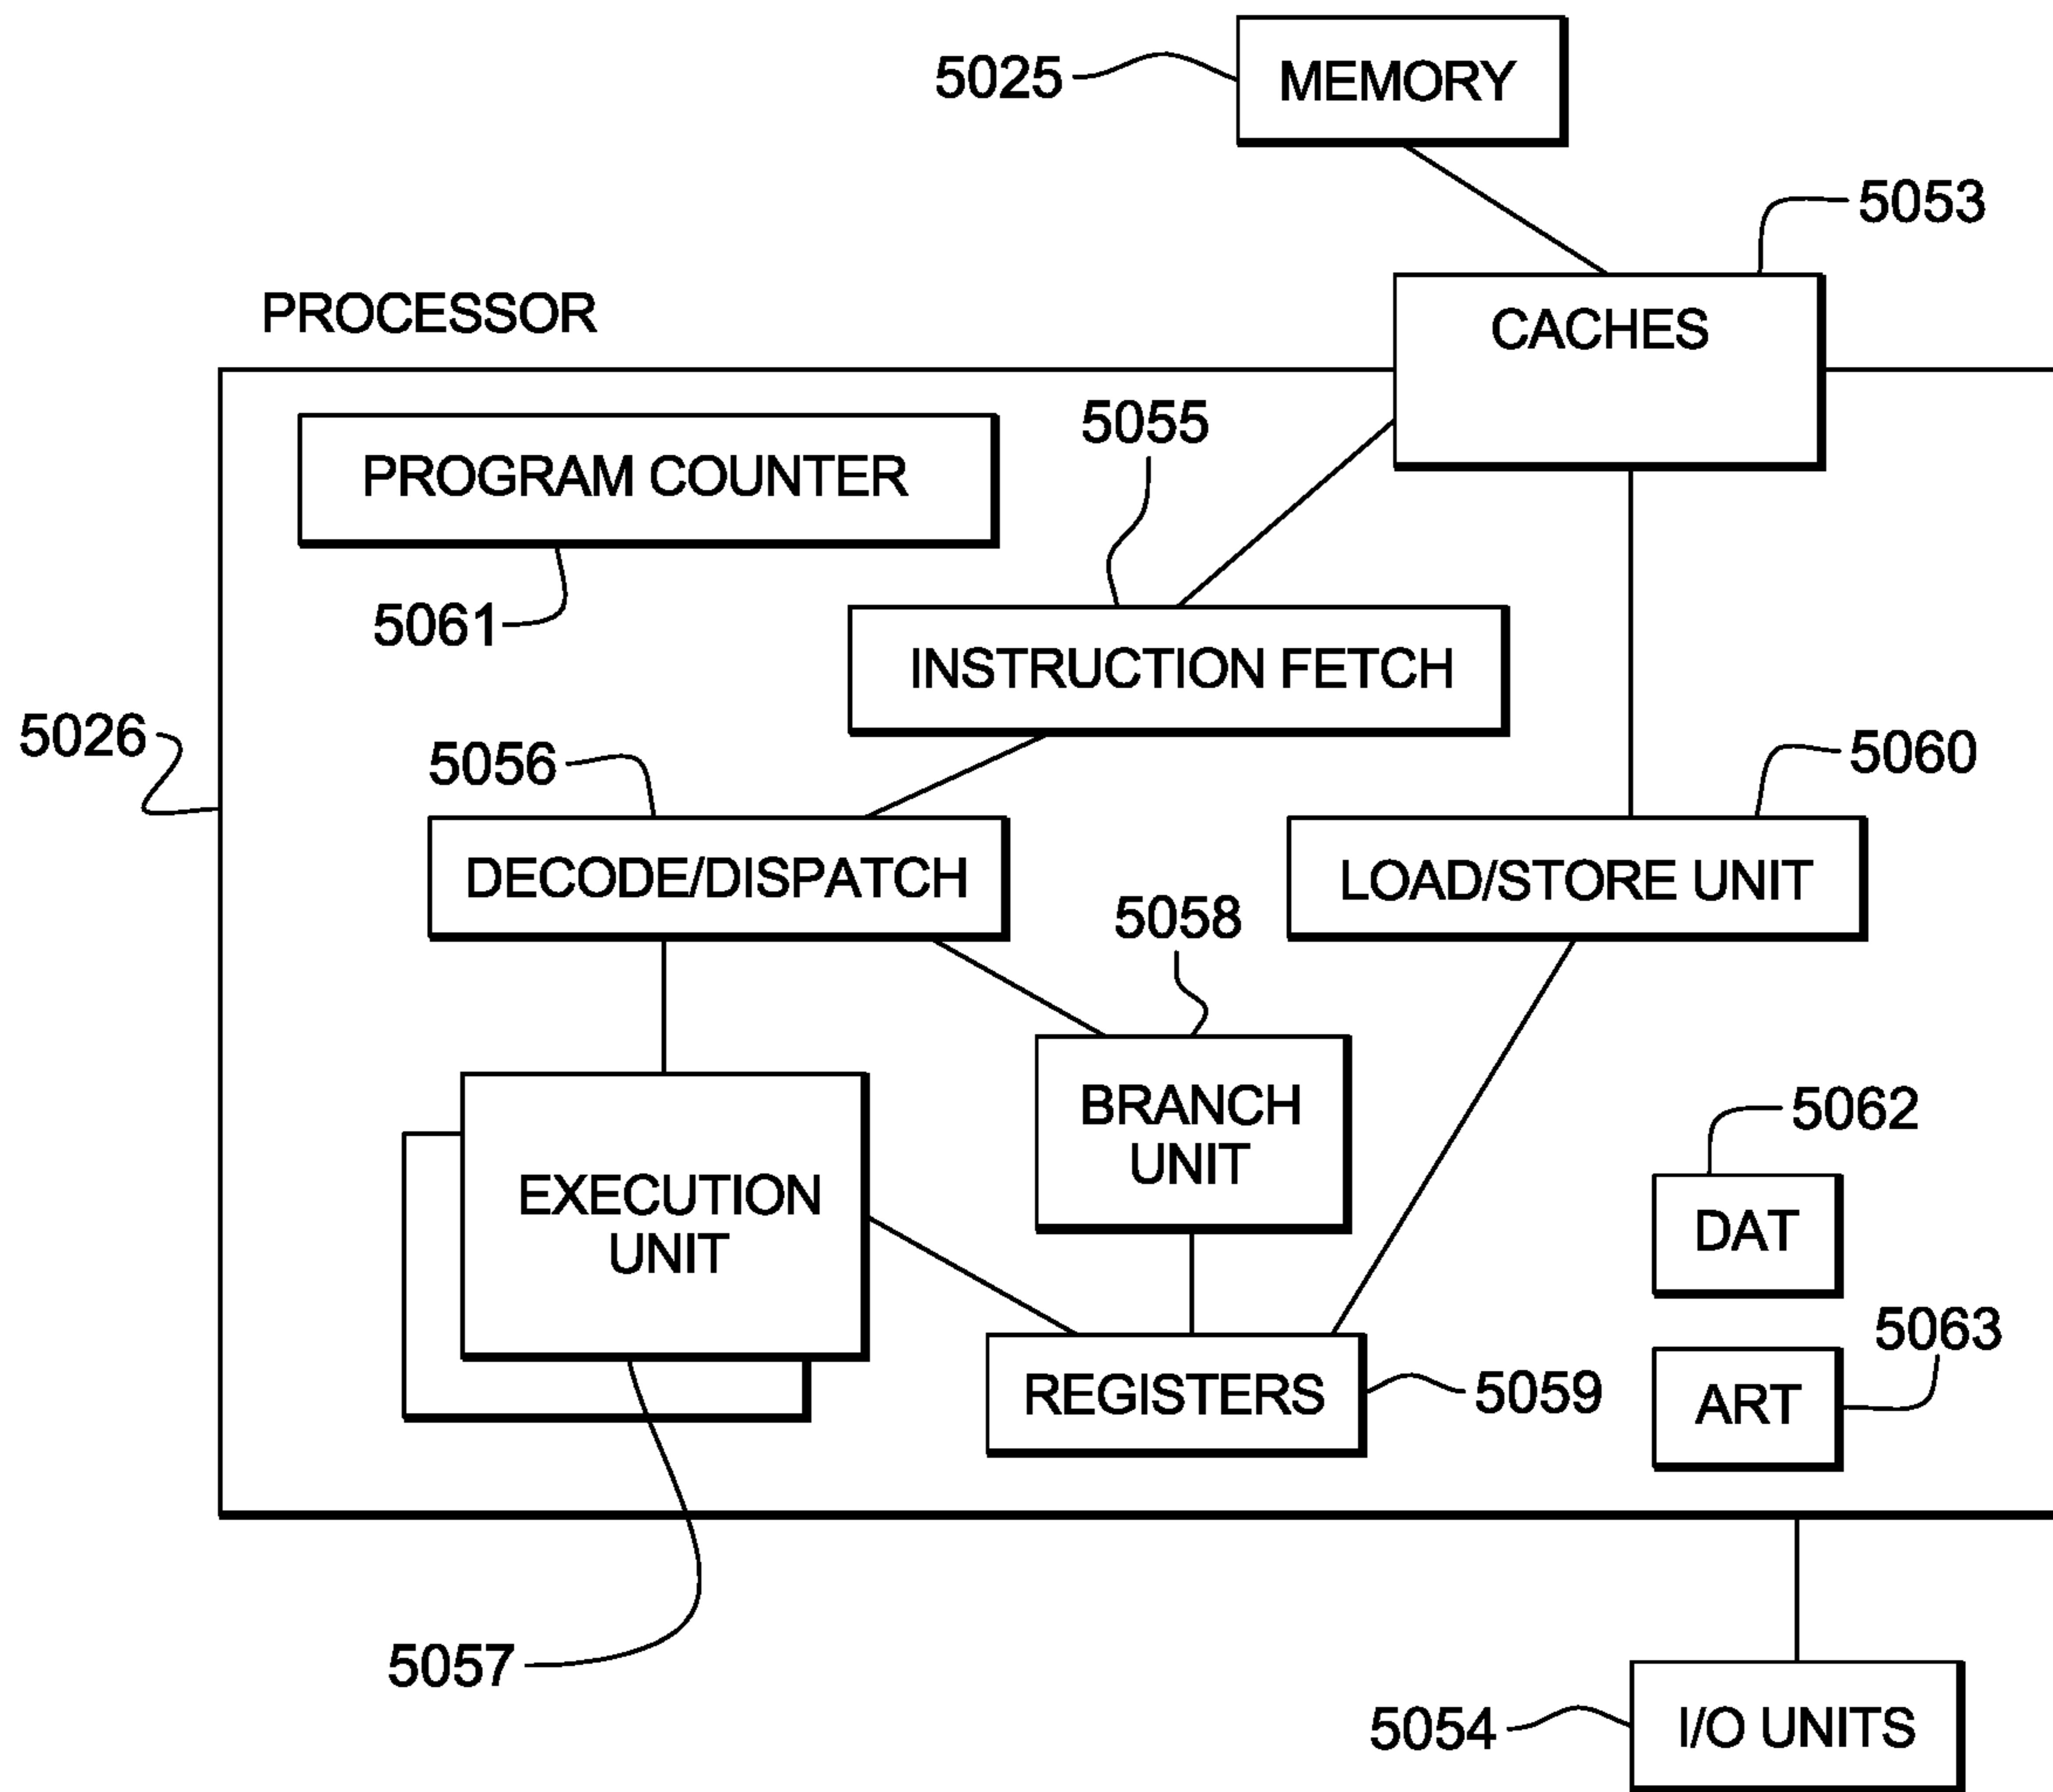 5025
MEMORY
5053
CACHES
PROCESSOR
5055
PROGRAM COUNTER
5061
INSTRUCTION FETCH
5026
5056
5060
DECODE/DISPATCH
LOAD/STORE UNIT
5058
BRANCH
UNIT
5062
EXECUTION
UNIT
DAT
5063
REGISTERS
5059
ART
5057
5054
I/O UNITS